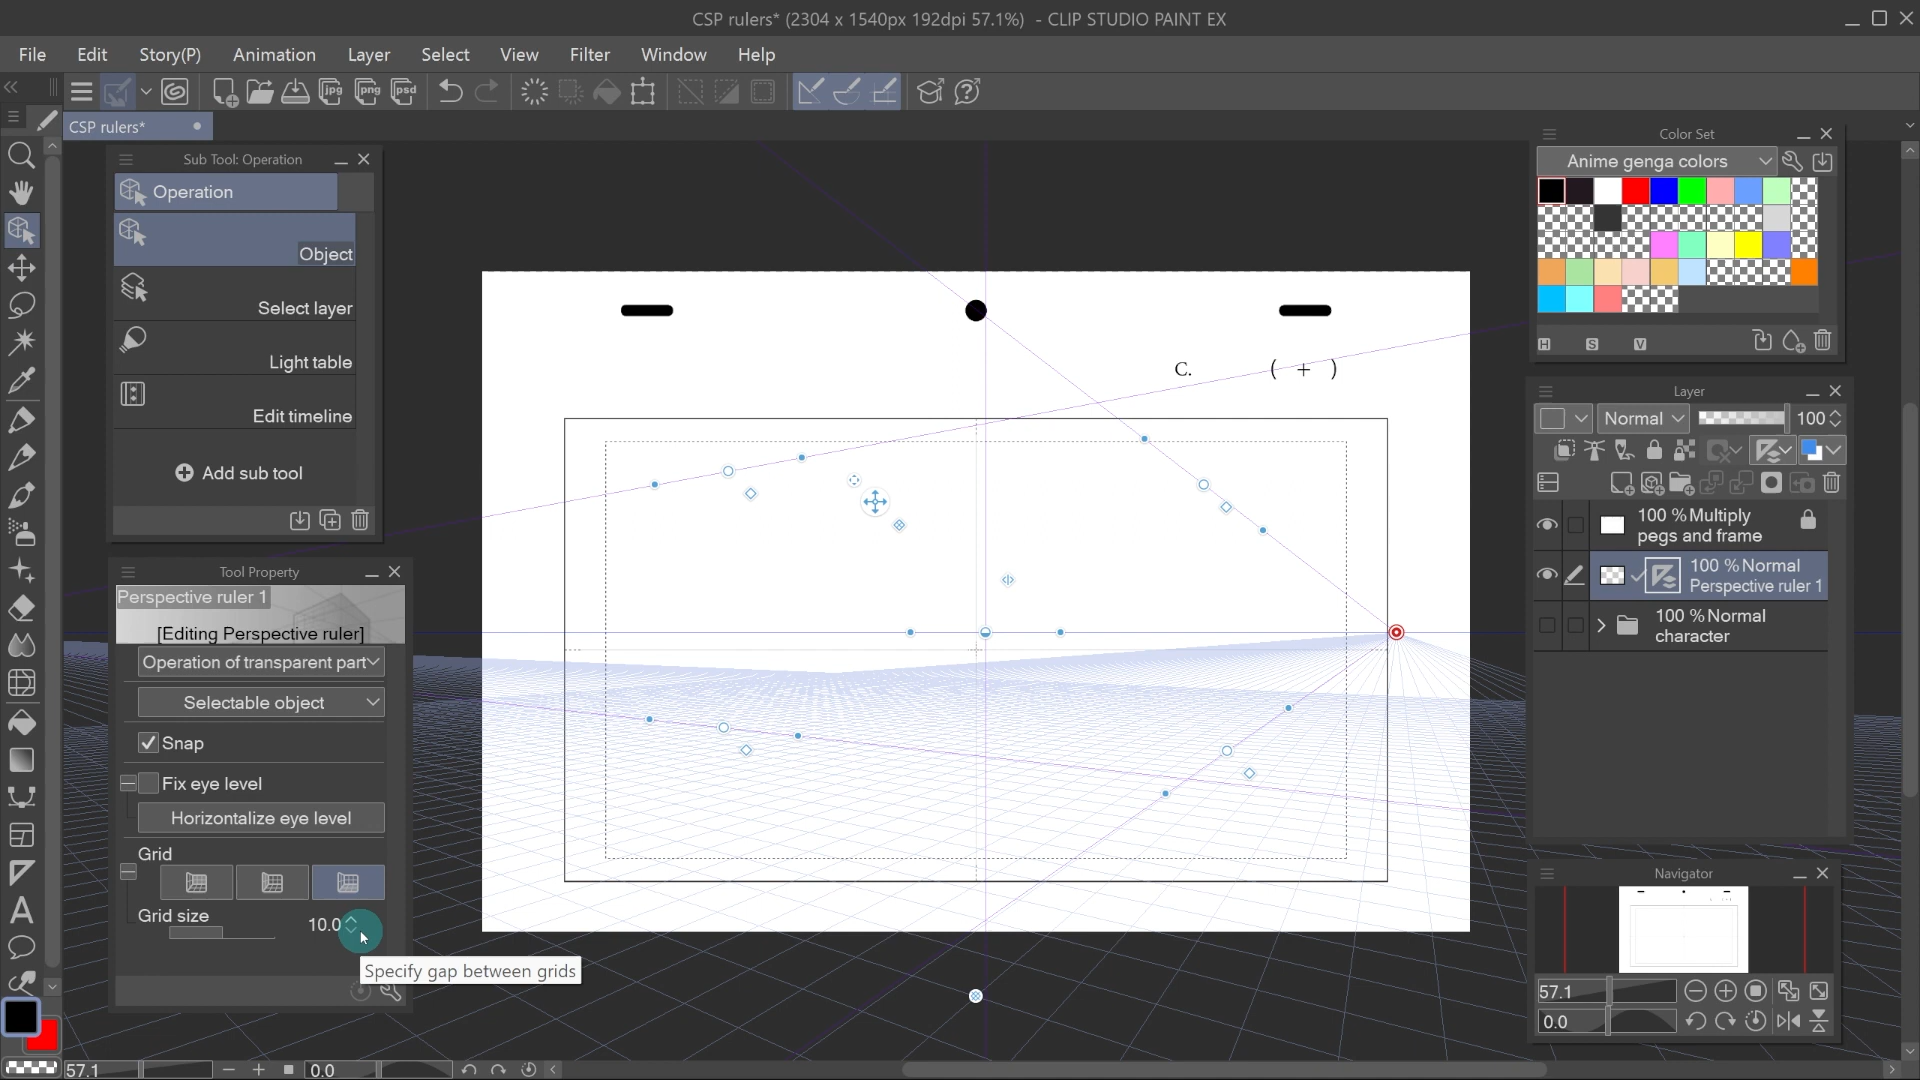 CSP rulers* (2304 x 1540px 192dpi 57.1%) - CLIP STUDIO PAINT EX
File Edit Story(P) Animation Layer Select View Filter Window Help
jpg png psd
CSP rulers*
Sub Tool: Operation
Operation
Object
Select layer
Light table
Edit timeline
Add sub tool
Tool Property
Perspective ruler 1
[Editing Perspective ruler]
Operation of transparent part
Selectable object
Snap
Fix eye level
Horizontalize eye level
Grid
Grid size 10.0
Specify gap between grids
57.1 0.0
C. ( + )
Color Set
Anime genga colors
H S V
Layer
Normal 100
100 %Multiply
pegs and frame
100 %Normal
Perspective ruler 1
100 %Normal
character
Navigator
57.1
0.0